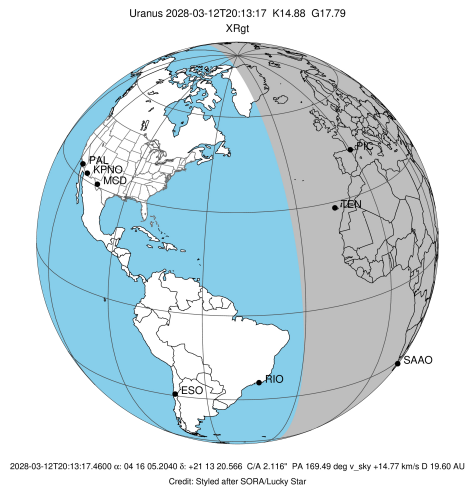 Uranus 2028-03-12T20:13:17  K14.88  G17.79
XRgt
PIC
PAL
KPNO
MCD
TEN
SAAO
RIO
ESO
2028-03-12T20:13:17.4600 α: 04 16 05.2040 δ: +21 13 20.566  C/A 2.116"  PA 169.49 deg v_sky +14.77 km/s D 19.60 AU
Credit: Styled after SORA/Lucky Star